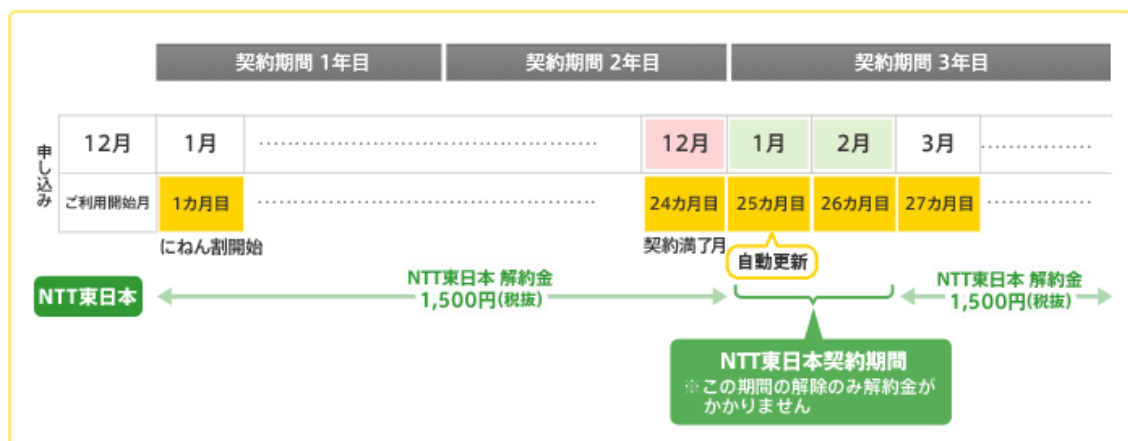 契約期間 1年目 契約期間 2年目 契約期間 3年目
申し込み
12月 1月 12月 1月 2月 3月
ご利用開始月 1カ月目 24カ月目 25カ月目 26カ月目 27カ月目
にねん割開始 契約満了月
自動更新
NTT東日本
NTT東日本 解約金
1,500円(税抜)
NTT東日本 解約金
1,500円(税抜)
NTT東日本契約期間
※この期間の解除のみ解約金が
かかりません